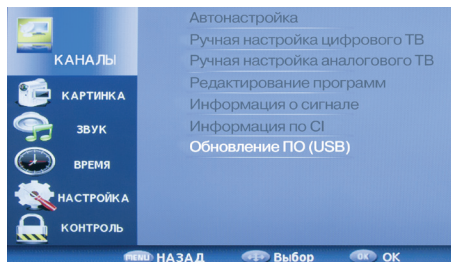 КАНАЛЫ
КАРТИНКА
ЗВУК
ВРЕМЯ
НАСТРОЙКА
КОНТРОЛЬ
Автонастройка
Ручная настройка цифрового ТВ
Ручная настройка аналогового ТВ
Редактирование программ
Информация о сигнале
Информация по CI
Обновление ПО (USB)
MENU НАЗАД Выбор OK ОК